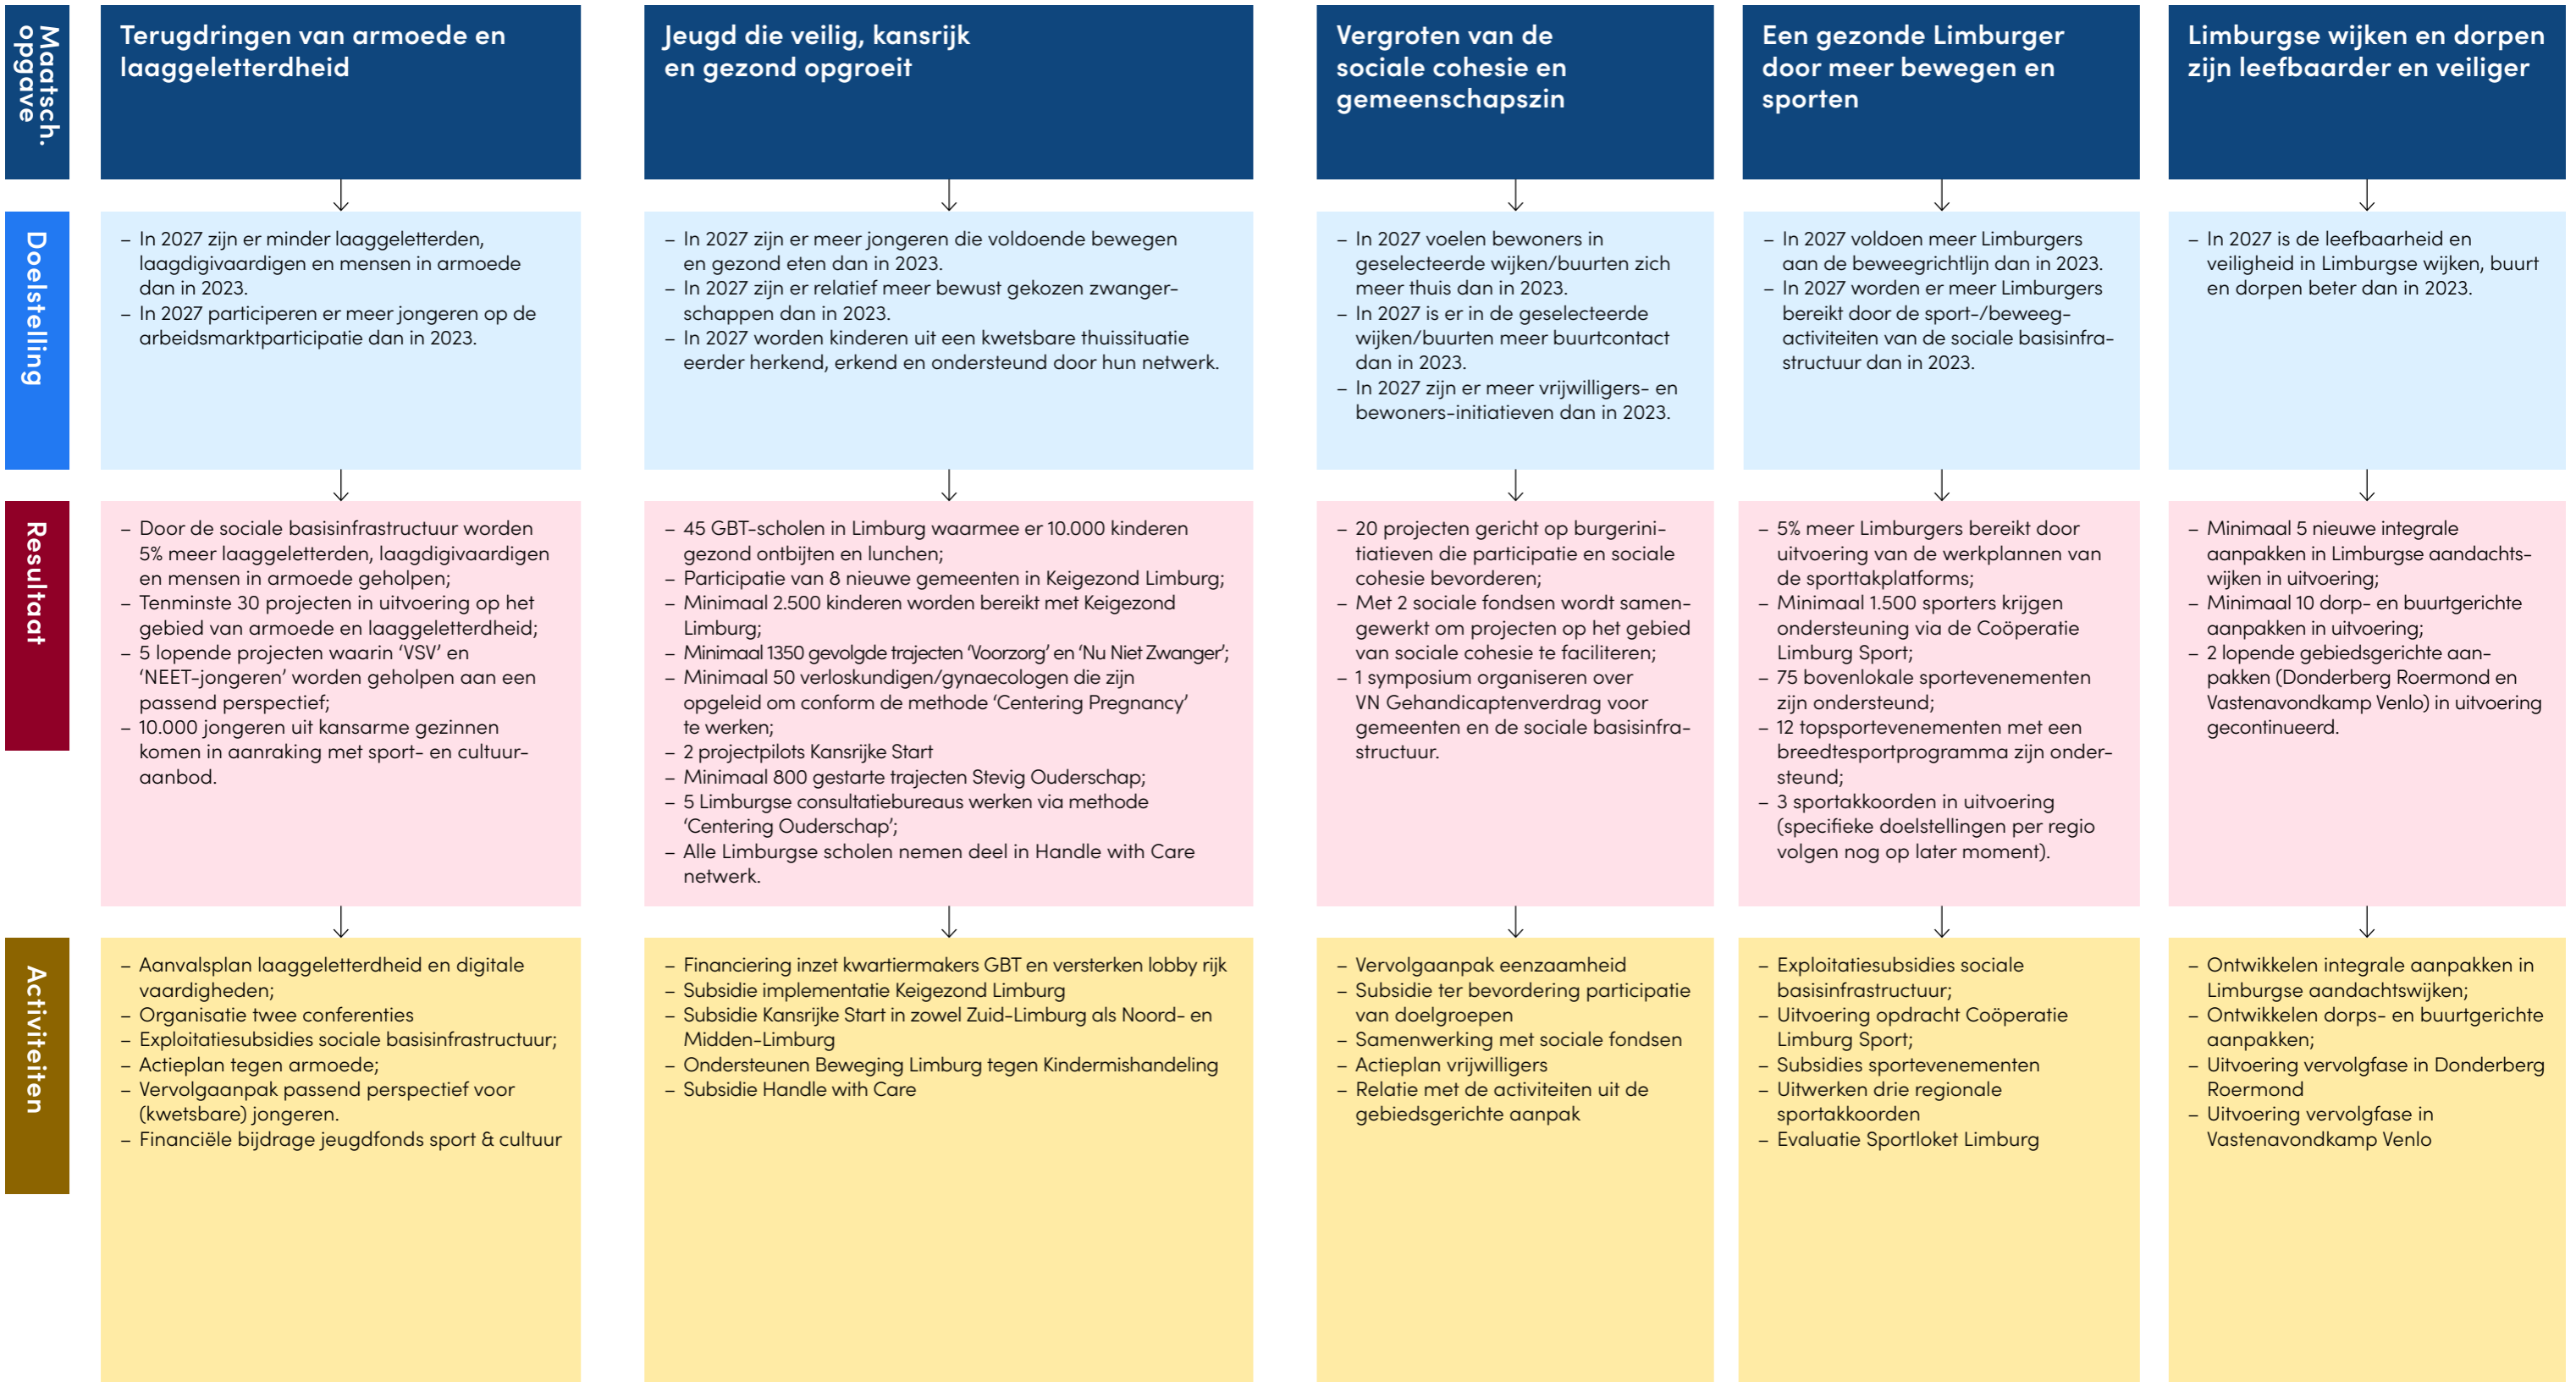 Maatsch.
opgave
Terugdringen van armoede en
laaggeletterdheid
Jeugd die veilig, kansrijk
en gezond opgroeit
Vergroten van de
sociale cohesie en
gemeenschapszin
Een gezonde Limburger
door meer bewegen en
sporten
Limburgse wijken en dorpen
zijn leefbaarder en veiliger
Doelstelling
– In 2027 zijn er minder laaggeletterden,
laagdigivaardigen en mensen in armoede
dan in 2023.
– In 2027 participeren er meer jongeren op de
arbeidsmarktparticipatie dan in 2023.
– In 2027 zijn er meer jongeren die voldoende bewegen
en gezond eten dan in 2023.
– In 2027 zijn er relatief meer bewust gekozen zwanger-
schappen dan in 2023.
– In 2027 worden kinderen uit een kwetsbare thuissituatie
eerder herkend, erkend en ondersteund door hun netwerk.
– In 2027 voelen bewoners in
geselecteerde wijken/buurten zich
meer thuis dan in 2023.
– In 2027 is er in de geselecteerde
wijken/buurten meer buurtcontact
dan in 2023.
– In 2027 zijn er meer vrijwilligers- en
bewoners-initiatieven dan in 2023.
– In 2027 voldoen meer Limburgers
aan de beweegrichtlijn dan in 2023.
– In 2027 worden er meer Limburgers
bereikt door de sport-/beweeg-
activiteiten van de sociale basisinfra-
structuur dan in 2023.
– In 2027 is de leefbaarheid en
veiligheid in Limburgse wijken, buurt
en dorpen beter dan in 2023.
Resultaat
– Door de sociale basisinfrastructuur worden
5% meer laaggeletterden, laagdigivaardigen
en mensen in armoede geholpen;
– Tenminste 30 projecten in uitvoering op het
gebied van armoede en laaggeletterdheid;
– 5 lopende projecten waarin ‘VSV’ en
‘NEET-jongeren’ worden geholpen aan een
passend perspectief;
– 10.000 jongeren uit kansarme gezinnen
komen in aanraking met sport- en cultuur-
aanbod.
– 45 GBT-scholen in Limburg waarmee er 10.000 kinderen
gezond ontbijten en lunchen;
– Participatie van 8 nieuwe gemeenten in Keigezond Limburg;
– Minimaal 2.500 kinderen worden bereikt met Keigezond
Limburg;
– Minimaal 1350 gevolgde trajecten ‘Voorzorg’ en ‘Nu Niet Zwanger’;
– Minimaal 50 verloskundigen/gynaecologen die zijn
opgeleid om conform de methode ‘Centering Pregnancy’
te werken;
– 2 projectpilots Kansrijke Start
– Minimaal 800 gestarte trajecten Stevig Ouderschap;
– 5 Limburgse consultatiebureaus werken via methode
‘Centering Ouderschap’;
– Alle Limburgse scholen nemen deel in Handle with Care
netwerk.
– 20 projecten gericht op burgerini-
tiatieven die participatie en sociale
cohesie bevorderen;
– Met 2 sociale fondsen wordt samen-
gewerkt om projecten op het gebied
van sociale cohesie te faciliteren;
– 1 symposium organiseren over
VN Gehandicaptenverdrag voor
gemeenten en de sociale basisinfra-
structuur.
– 5% meer Limburgers bereikt door
uitvoering van de werkplannen van
de sporttakplatforms;
– Minimaal 1.500 sporters krijgen
ondersteuning via de Coöperatie
Limburg Sport;
– 75 bovenlokale sportevenementen
zijn ondersteund;
– 12 topsportevenementen met een
breedtesportprogramma zijn onder-
steund;
– 3 sportakkoorden in uitvoering
(specifieke doelstellingen per regio
volgen nog op later moment).
– Minimaal 5 nieuwe integrale
aanpakken in Limburgse aandachts-
wijken in uitvoering;
– Minimaal 10 dorp- en buurtgerichte
aanpakken in uitvoering;
– 2 lopende gebiedsgerichte aan-
pakken (Donderberg Roermond en
Vastenavondkamp Venlo) in uitvoering
gecontinueerd.
Activiteiten
– Aanvalsplan laaggeletterdheid en digitale
vaardigheden;
– Organisatie twee conferenties
– Exploitatiesubsidies sociale basisinfrastructuur;
– Actieplan tegen armoede;
– Vervolgaanpak passend perspectief voor
(kwetsbare) jongeren.
– Financiële bijdrage jeugdfonds sport & cultuur
– Financiering inzet kwartiermakers GBT en versterken lobby rijk
– Subsidie implementatie Keigezond Limburg
– Subsidie Kansrijke Start in zowel Zuid-Limburg als Noord- en
Midden-Limburg
– Ondersteunen Beweging Limburg tegen Kindermishandeling
– Subsidie Handle with Care
– Vervolgaanpak eenzaamheid
– Subsidie ter bevordering participatie
van doelgroepen
– Samenwerking met sociale fondsen
– Actieplan vrijwilligers
– Relatie met de activiteiten uit de
gebiedsgerichte aanpak
– Exploitatiesubsidies sociale
basisinfrastructuur;
– Uitvoering opdracht Coöperatie
Limburg Sport;
– Subsidies sportevenementen
– Uitwerken drie regionale
sportakkoorden
– Evaluatie Sportloket Limburg
– Ontwikkelen integrale aanpakken in
Limburgse aandachtswijken;
– Ontwikkelen dorps- en buurtgerichte
aanpakken;
– Uitvoering vervolgfase in Donderberg
Roermond
– Uitvoering vervolgfase in
Vastenavondkamp Venlo